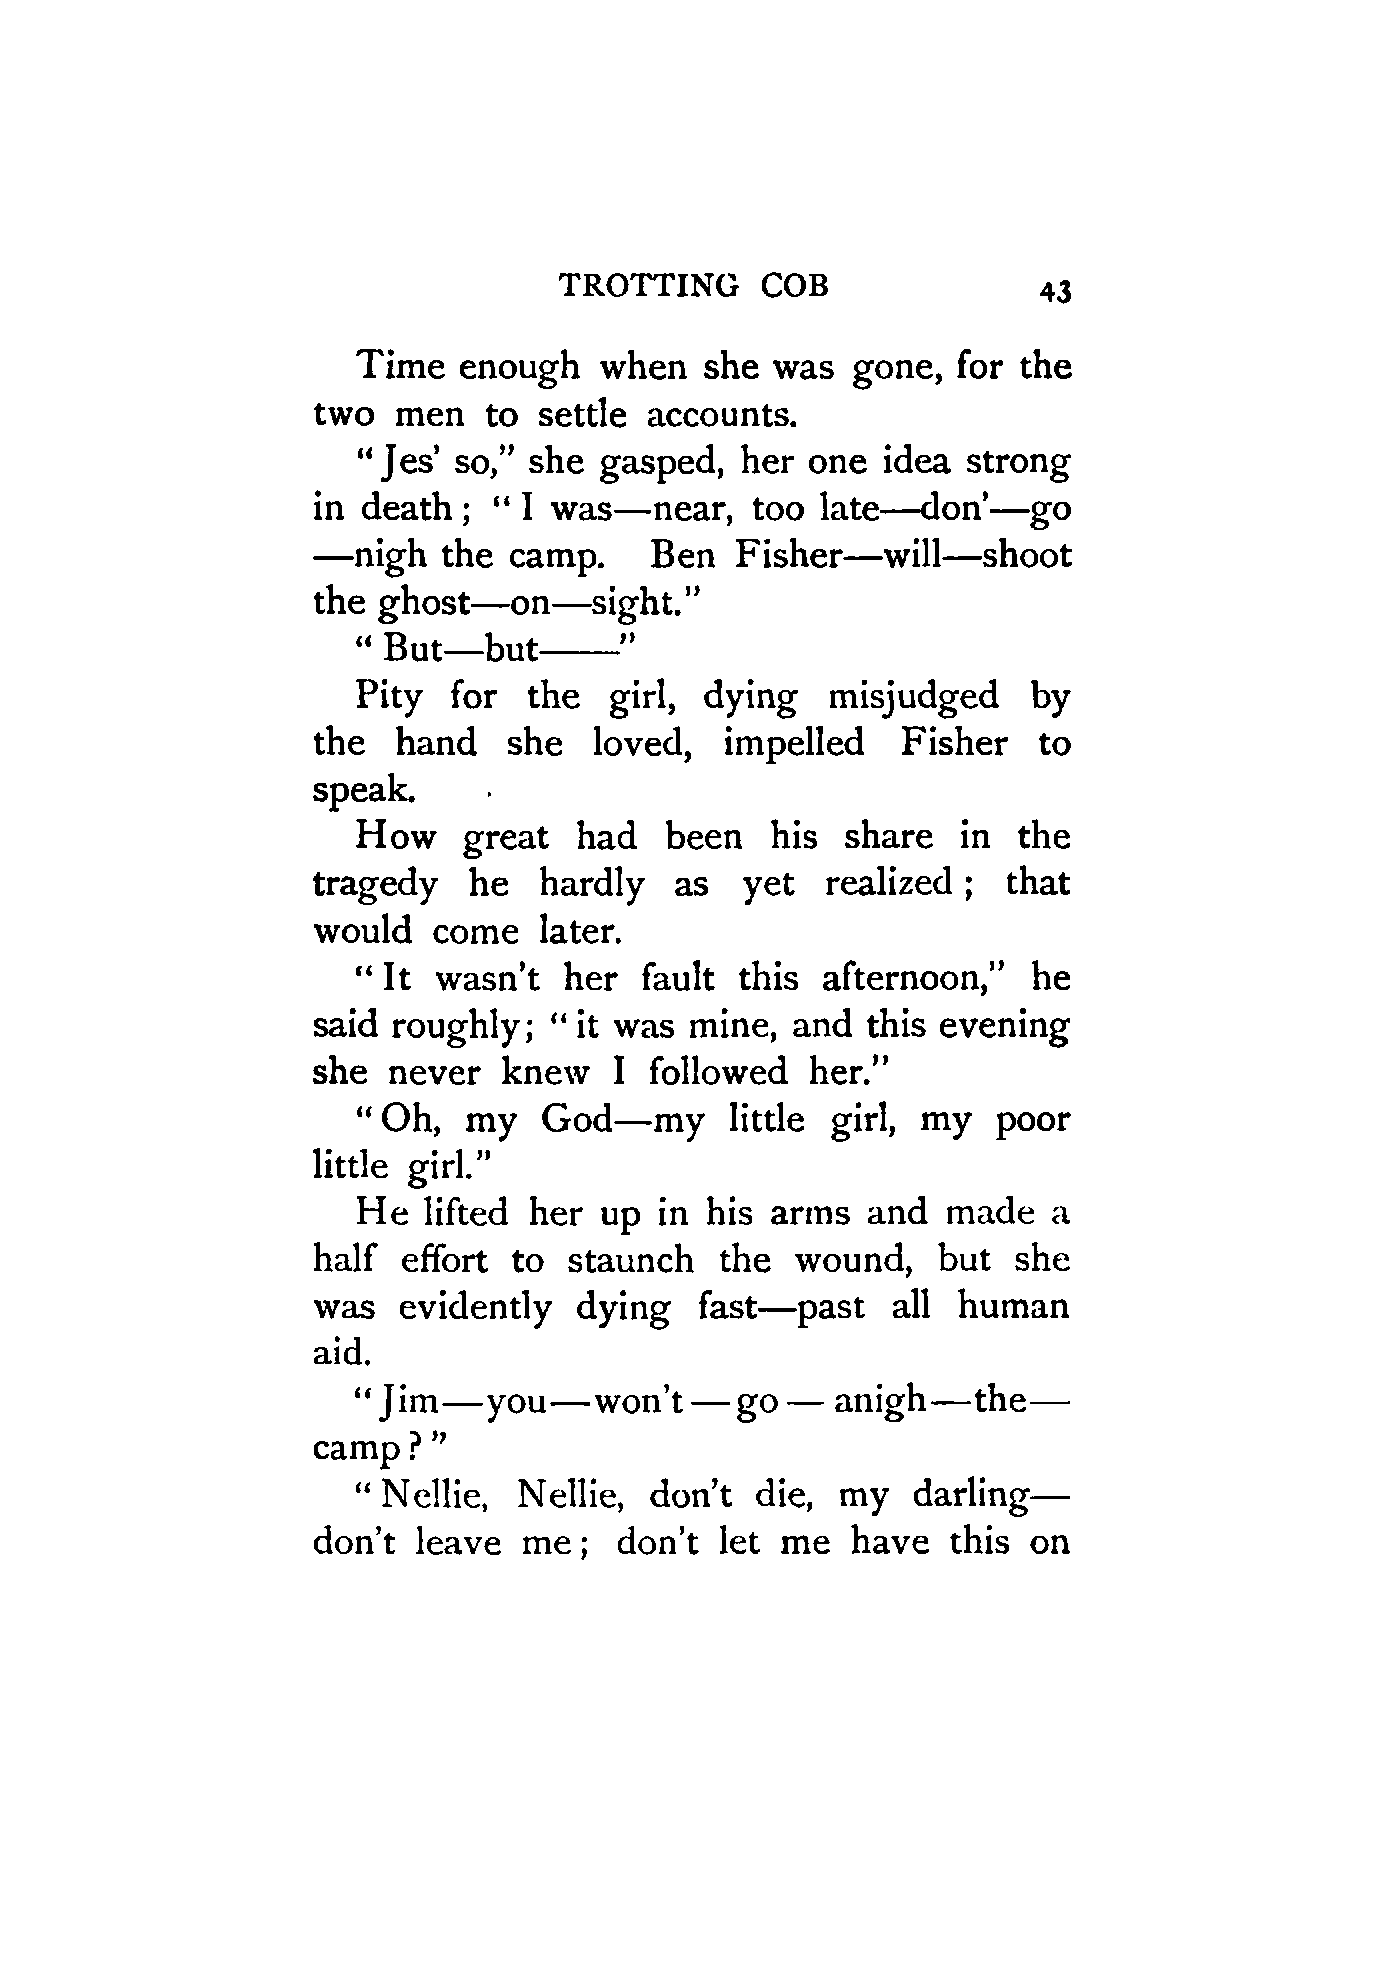 TROTTING COB 43
Time enough when she was gone, for the
two men to settle accounts.
“Jes’ so,” she gasped, her one idea strong
in death; “I was—near, too late—don’—go
—nigh the camp. Ben Fisher—will—shoot
the ghost—on—sight.”
“But—but——”
Pity for the girl, dying misjudged by
the hand she loved, impelled Fisher to
speak.
How great had been his share in the
tragedy he hardly as yet realized; that
would come later.
“It wasn’t her fault this afternoon,” he
said roughly; “it was mine, and this evening
she never knew I followed her.”
“Oh, my God—my little girl, my poor
little girl.”
He lifted her up in his arms and made a
half effort to staunch the wound, but she
was evidently dying fast—past all human
aid.
“Jim—you—won’t—go—anigh—the—
camp?”
“Nellie, Nellie, don’t die, my darling—
don’t leave me; don’t let me have this on